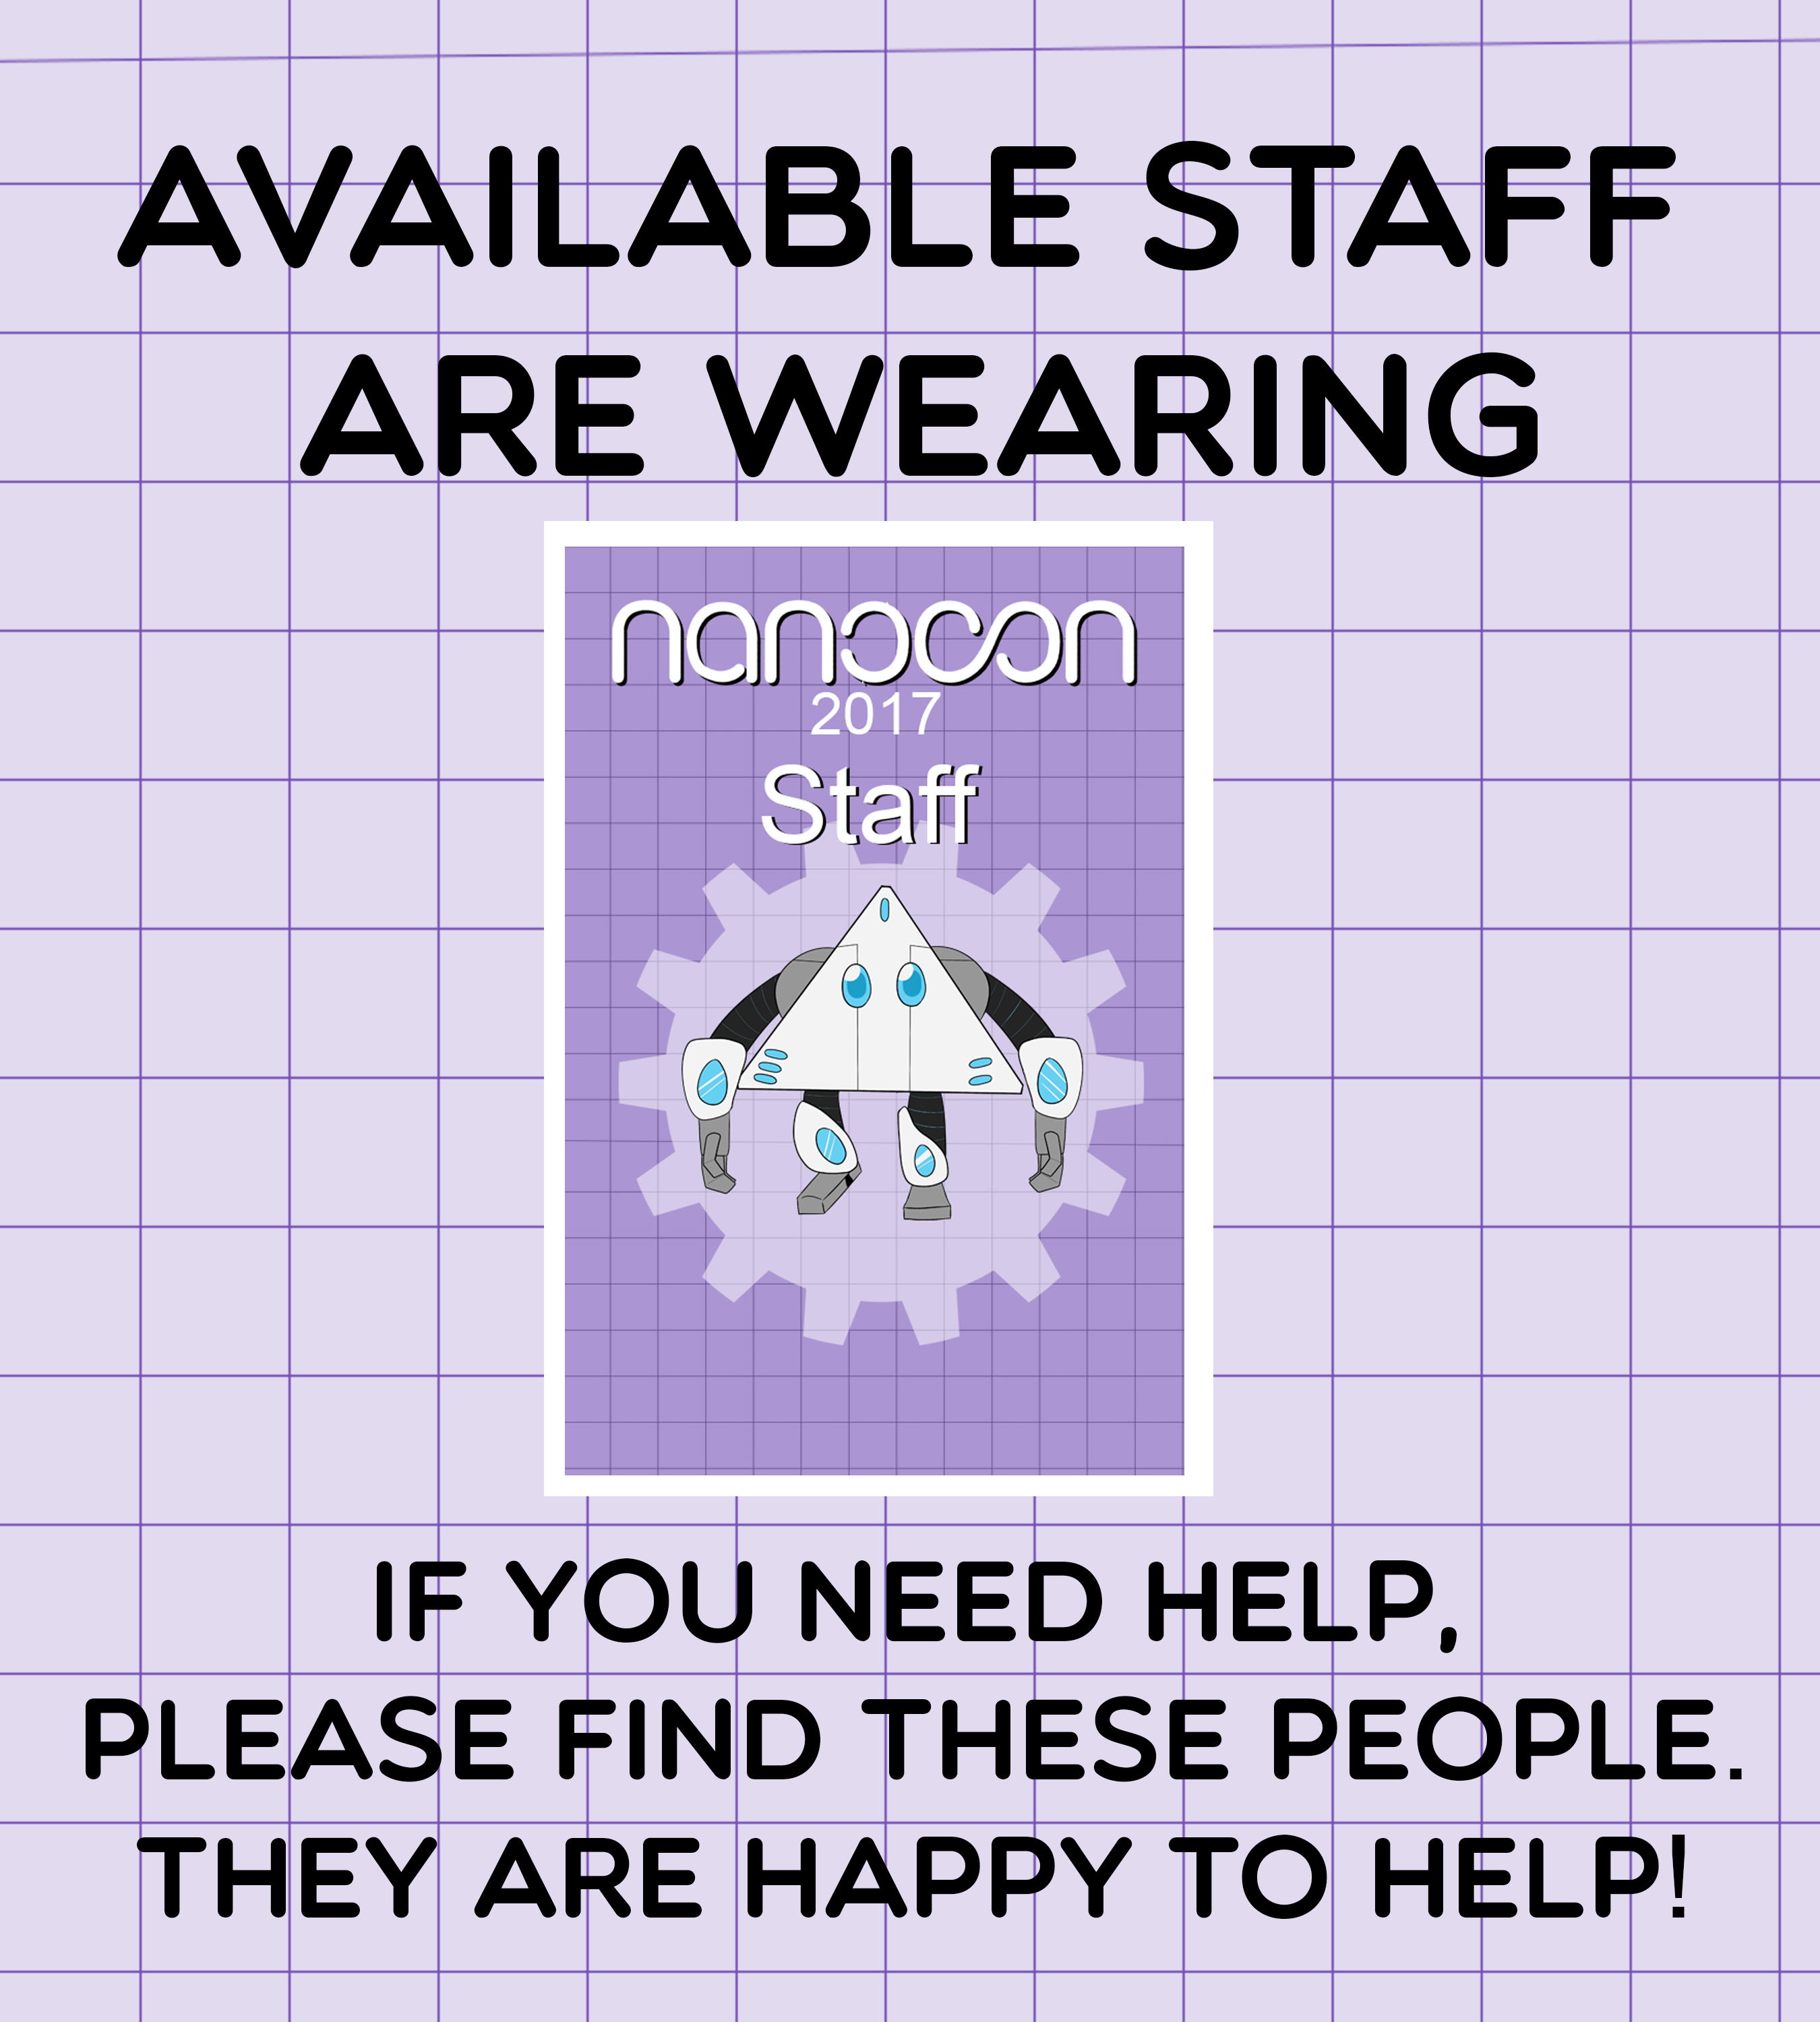 AVAILABLE STAFF
ARE WEARING
nanocon
2017
Staff
IF YOU NEED HELP,
PLEASE FIND THESE PEOPLE.
THEY ARE HAPPY TO HELP!